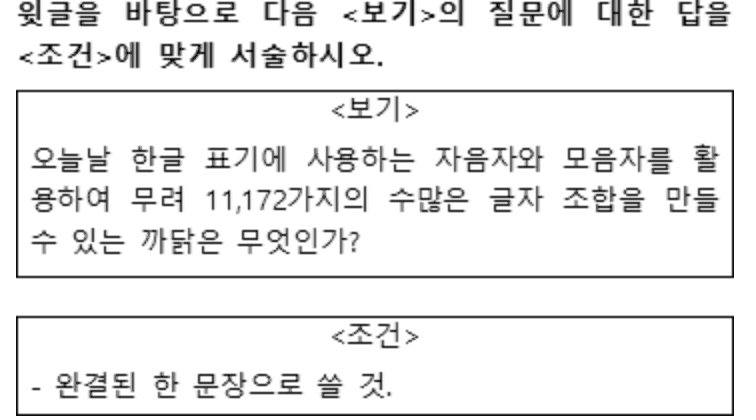 윗글을 바탕으로 다음 <보기>의 질문에 대한 답을
<조건>에 맞게 서술하시오.
<보기>
오늘날 한글 표기에 사용하는 자음자와 모음자를 활
용하여 무려 11,172가지의 수많은 글자 조합을 만들
수 있는 까닭은 무엇인가?
<조건>
- 완결된 한 문장으로 쓸 것.